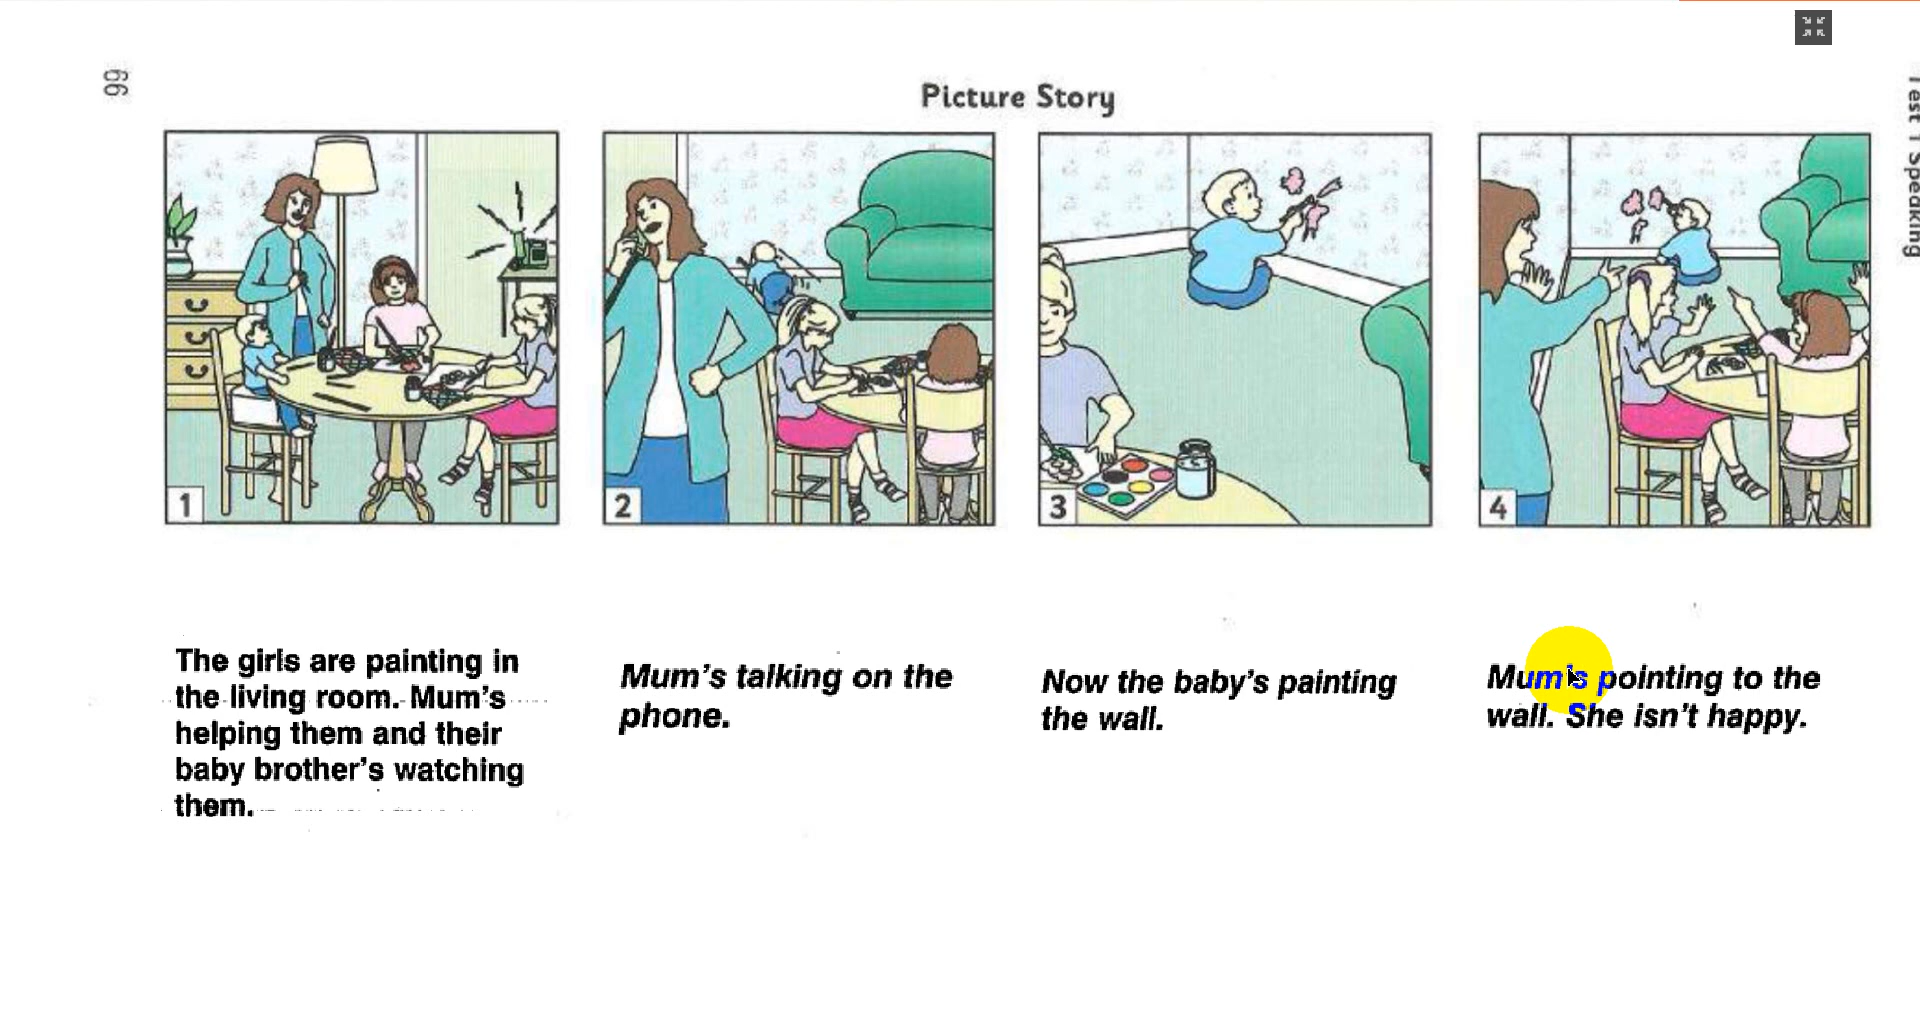 99
Picture Story
Test 1 Speaking
1
2
3
4
The girls are painting in
the living room. Mum's
helping them and their
baby brother's watching
them.
Mum's talking on the
phone.
Now the baby's painting
the wall.
Mum's pointing to the
wall. She isn't happy.